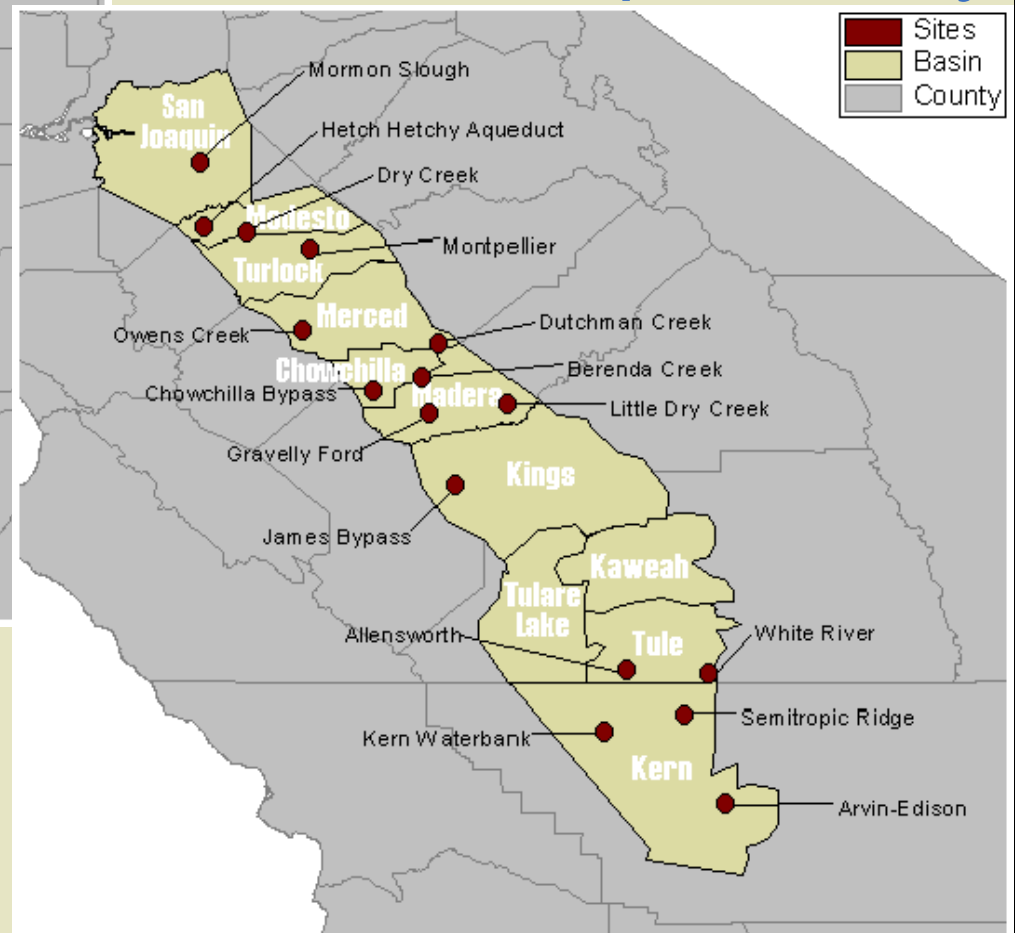 Sites
Basin
County
Mormon Slough
San
Joaquin
Hetch Hetchy Aqueduct
Dry Creek
Modesto
Montpellier
Turlock
Merced
Dutchman Creek
Owens Creek
Chowchilla
Berenda Creek
Chowchilla Bypass
Madera
Little Dry Creek
Gravelly Ford
Kings
James Bypass
Kaweah
Tulare
Lake
Allensworth
Tule
White River
Semitropic Ridge
Kern Waterbank
Kern
Arvin-Edison